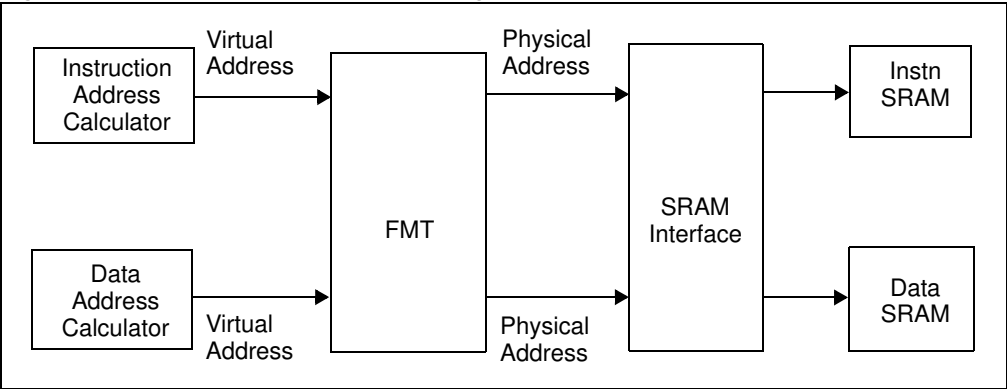 Instruction
Address
Calculator
Virtual
Address
FMT
Physical
Address
SRAM
Interface
Instn
SRAM
Data
Address
Calculator
Virtual
Address
Physical
Address
Data
SRAM